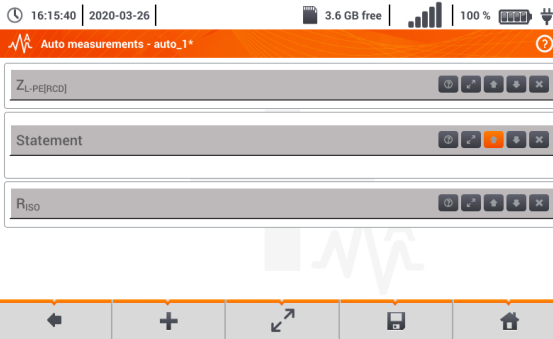 16:15:40 2020-03-26 3.6 GB free 100 %
Auto measurements - auto_1*
ZL-PE[RCD]
Statement
RISO